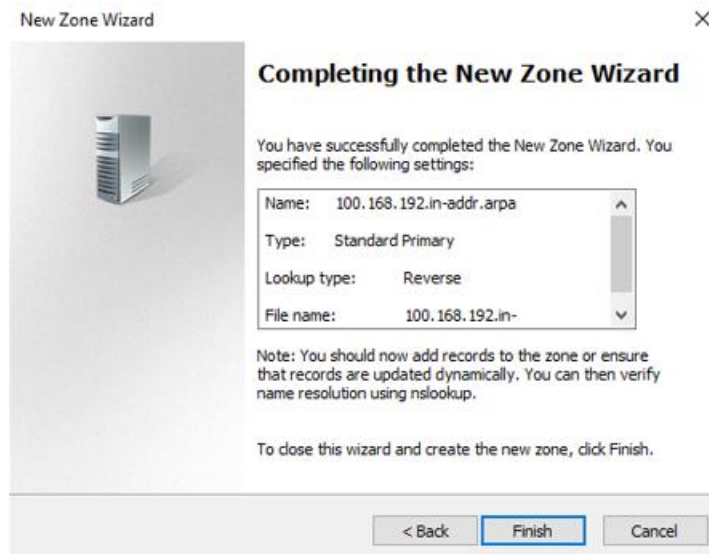 New Zone Wizard
Completing the New Zone Wizard
You have successfully completed the New Zone Wizard. You
specified the following settings:
Name: 100.168.192.in-addr.arpa
Type: Standard Primary
Lookup type: Reverse
File name: 100.168.192.in-
Note: You should now add records to the zone or ensure
that records are updated dynamically. You can then verify
name resolution using nslookup.
To close this wizard and create the new zone, click Finish.
< Back Finish Cancel